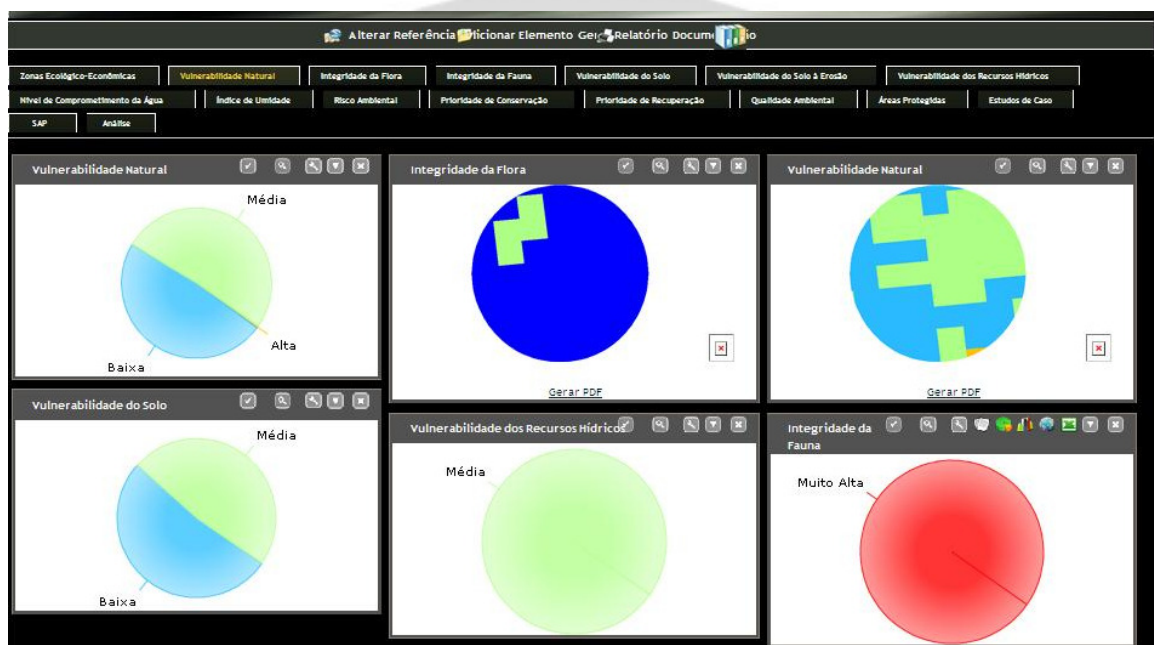 Alterar Referência Adicionar Elemento Gerar Relatório Documentação
Zonas Ecológico-Econômicas Vulnerabilidade Natural Integridade da Flora Integridade da Fauna Vulnerabilidade do Solo Vulnerabilidade do Solo à Erosão Vulnerabilidade dos Recursos Hídricos
Nível de Comprometimento da Água Índice de Umidade Risco Ambiental Prioridade de Conservação Prioridade de Recuperação Qualidade Ambiental Áreas Protegidas Estudos de Caso
SAP Análise
Vulnerabilidade Natural
Média
Alta
Baixa
Integridade da Flora
Gerar PDF
Vulnerabilidade Natural
Gerar PDF
Vulnerabilidade do Solo
Média
Baixa
Vulnerabilidade dos Recursos Hídricos
Média
Integridade da
Fauna
Muito Alta